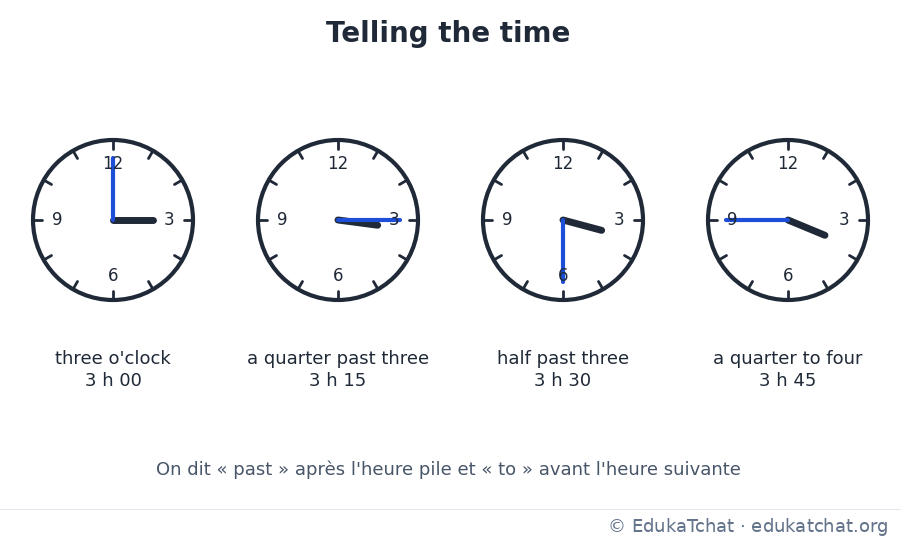 Telling the time
12
9 3
6
12
9 3
6
12
9 3
6
12
9 3
6
three o'clock
3 h 00
a quarter past three
3 h 15
half past three
3 h 30
a quarter to four
3 h 45
On dit « past » après l'heure pile et « to » avant l'heure suivante
© EdukaTchat · edukatchat.org